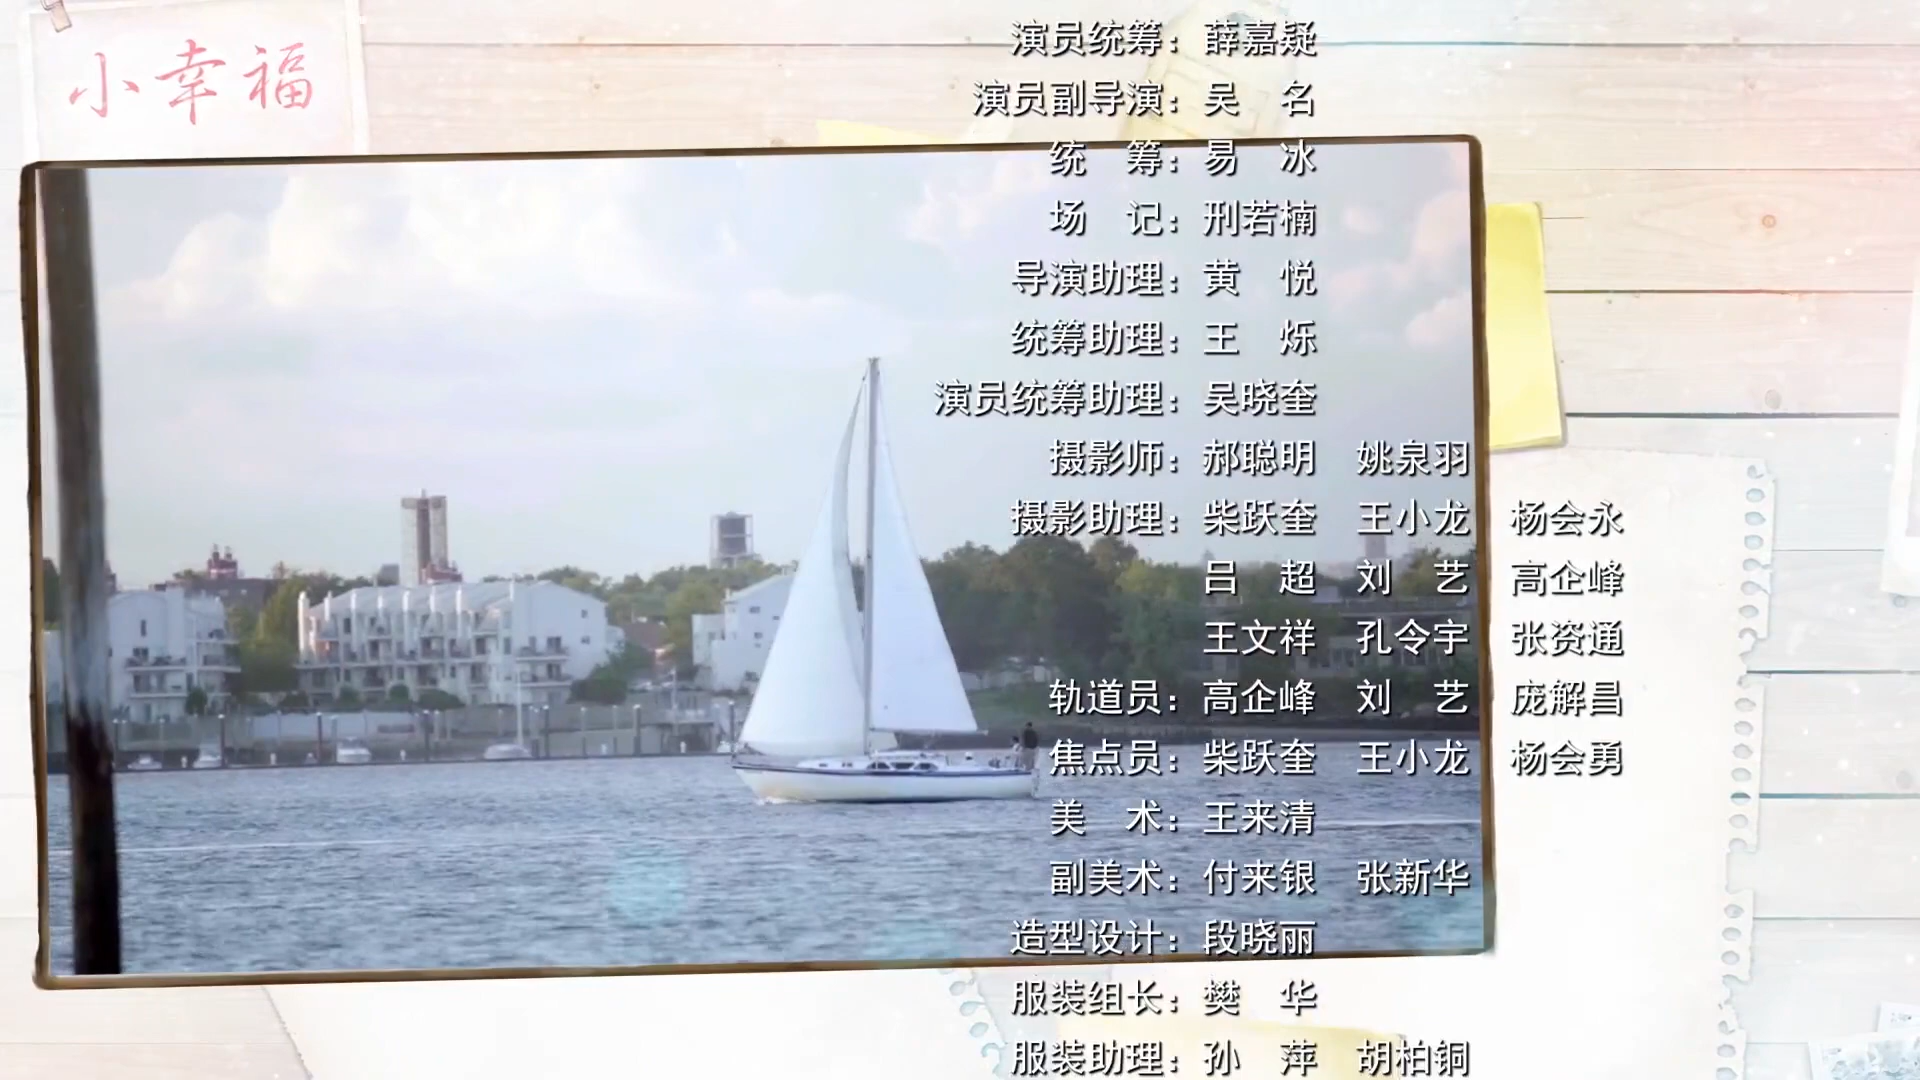 小幸福
演员统筹：薛嘉疑
演员副导演：吴　名
统　筹：易　冰
场　记：刑若楠
导演助理：黄　悦
统筹助理：王　烁
演员统筹助理：吴晓奎
摄影师：郝聪明　姚泉羽
摄影助理：柴跃奎　王小龙　杨会永
吕　超　刘　艺　高企峰
王文祥　孔令宇　张资通
轨道员：高企峰　刘　艺　庞解昌
焦点员：柴跃奎　王小龙　杨会勇
美　术：王来清
副美术：付来银　张新华
造型设计：段晓丽
服装组长：樊　华
服装助理：孙　萍　胡柏铜